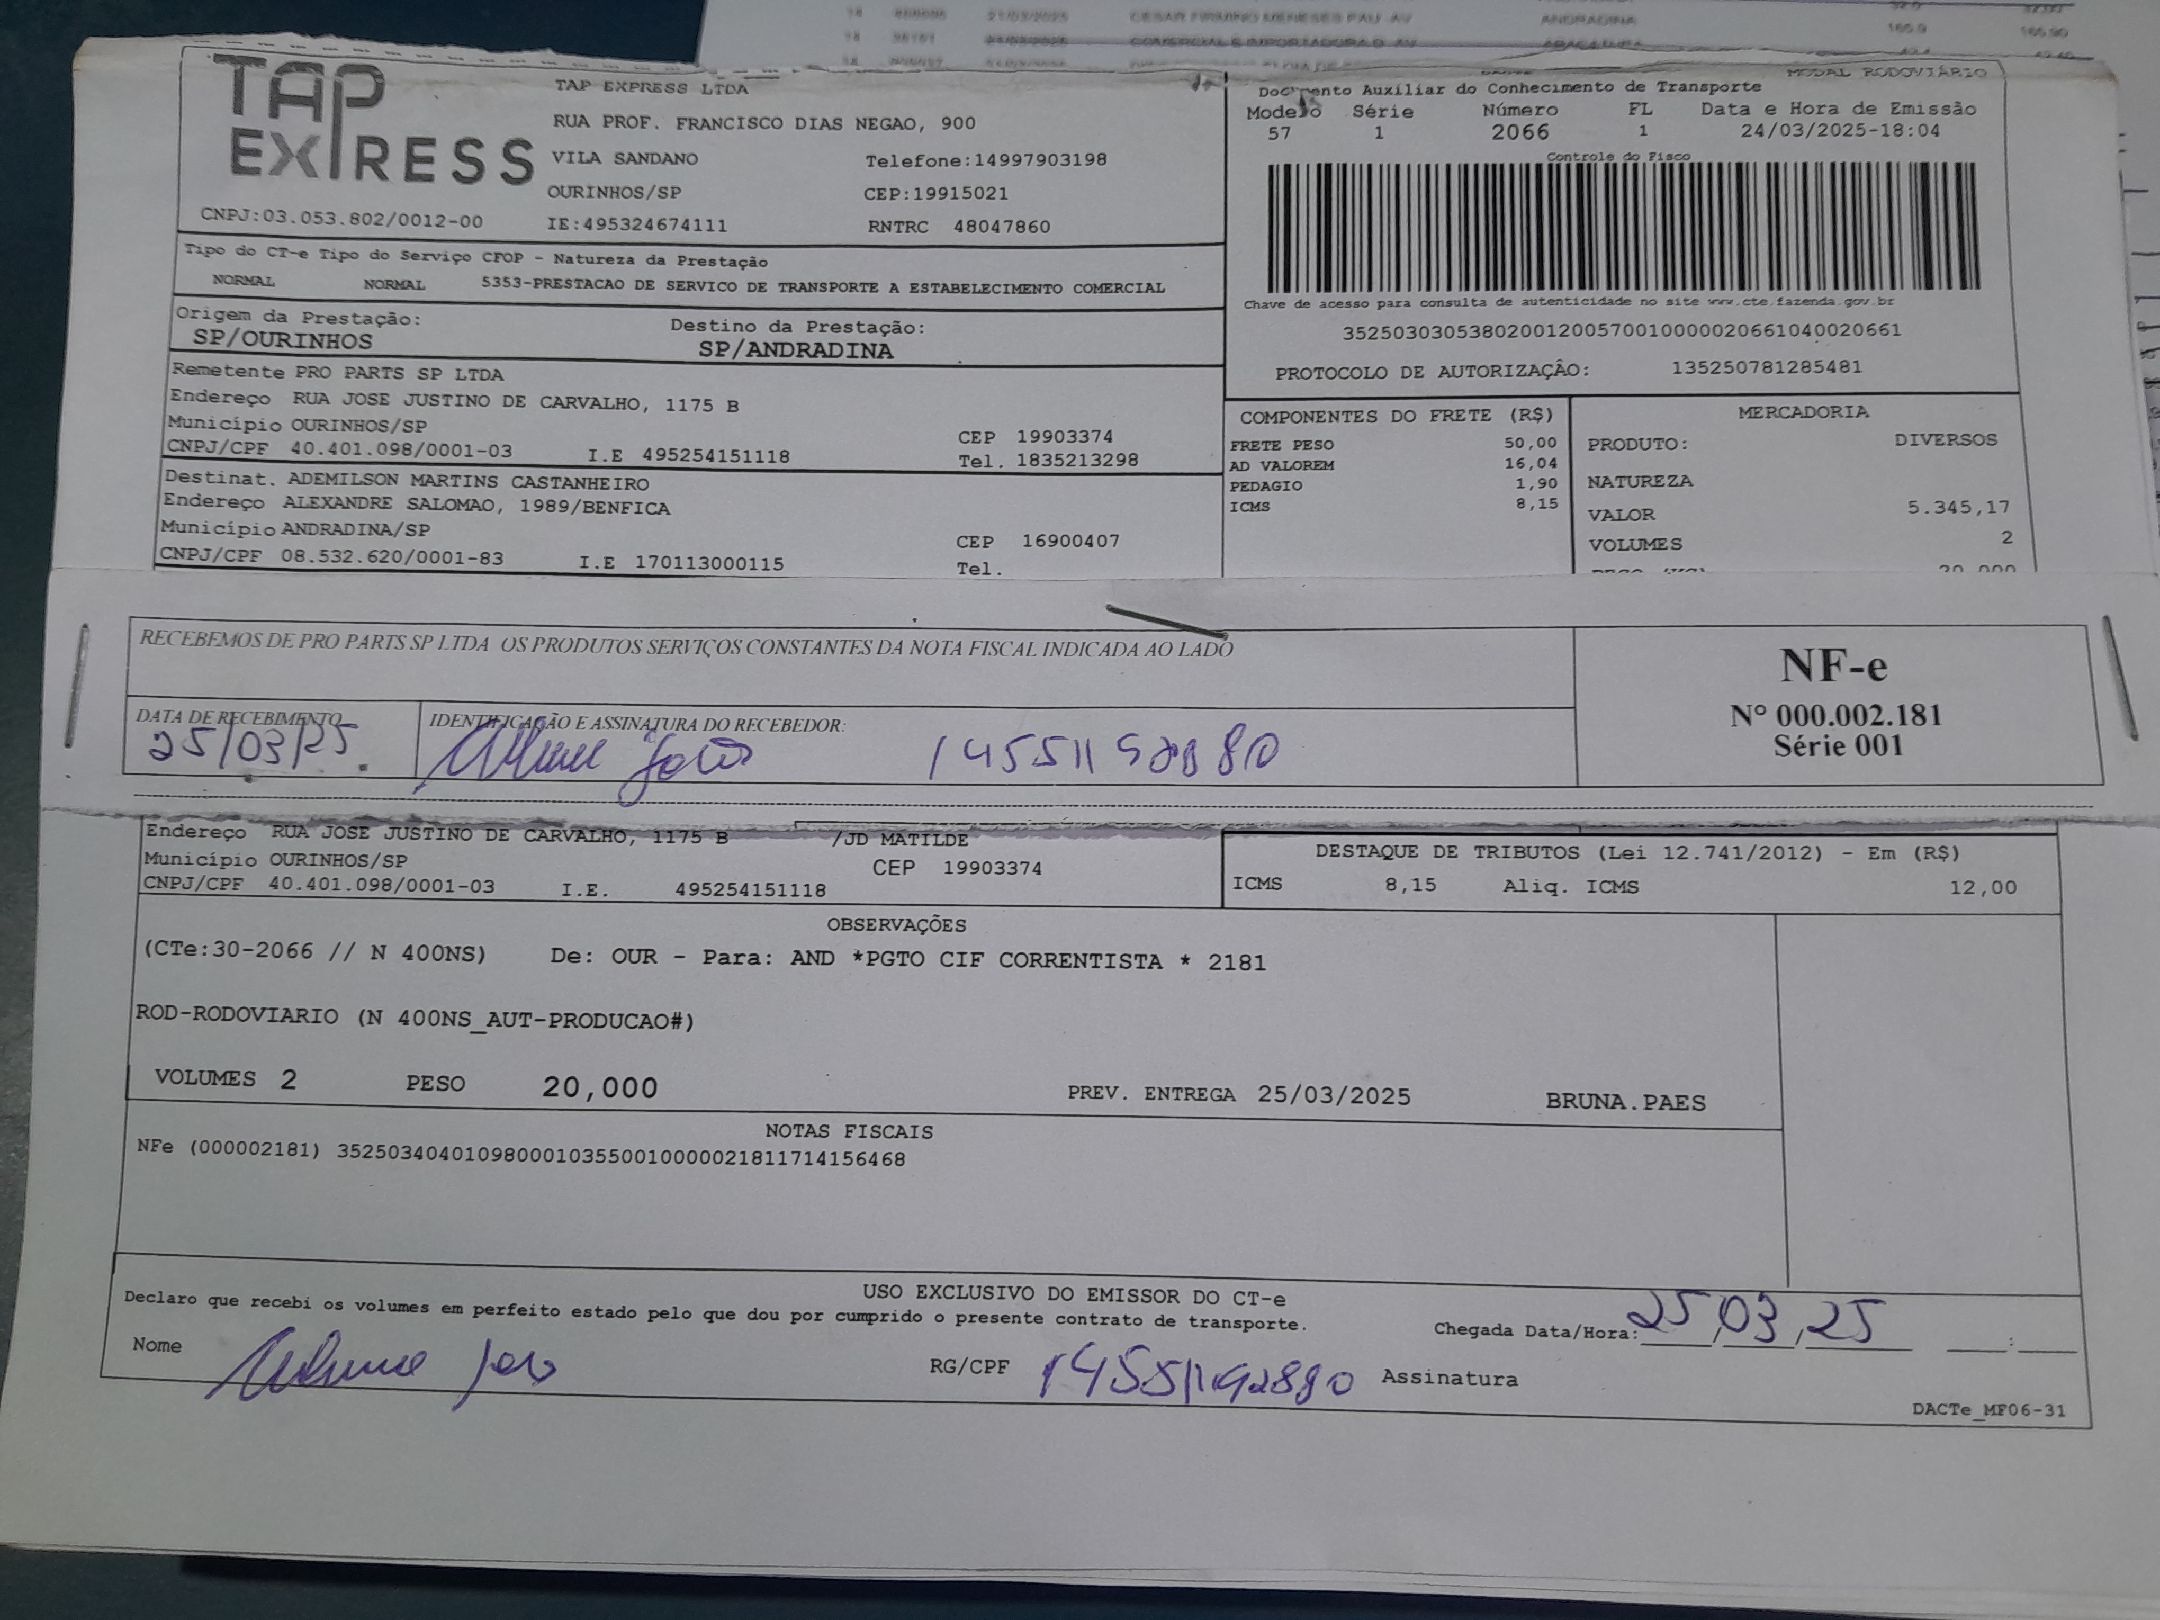 ANDRADINA
TAP EXPRESS
TAP EXPRESS LTDA
RUA PROF. FRANCISCO DIAS NEGAO, 900
VILA SANDANO Telefone:14997903198
OURINHOS/SP CEP:19915021
CNPJ:03.053.802/0012-00 IE:495324674111 RNTRC 48047860
MODAL RODOVIÁRIO
Documento Auxiliar do Conhecimento de Transporte
Modelo Série Número FL Data e Hora de Emissão
57 1 2066 1 24/03/2025-18:04
Controle do Fisco
Chave de acesso para consulta de autenticidade no site www.cte.fazenda.gov.br
35250303053802001200570010000020661040020661
PROTOCOLO DE AUTORIZAÇÂO: 135250781285481
Tipo do CT-e Tipo do Serviço CFOP - Natureza da Prestação
NORMAL NORMAL 5353-PRESTACAO DE SERVICO DE TRANSPORTE A ESTABELECIMENTO COMERCIAL
Origem da Prestação: Destino da Prestação:
SP/OURINHOS SP/ANDRADINA
Remetente PRO PARTS SP LTDA
Endereço RUA JOSE JUSTINO DE CARVALHO, 1175 B
Município OURINHOS/SP CEP 19903374
CNPJ/CPF 40.401.098/0001-03 I.E 495254151118 Tel. 1835213298
Destinat. ADEMILSON MARTINS CASTANHEIRO
Endereço ALEXANDRE SALOMAO, 1989/BENFICA
Município ANDRADINA/SP CEP 16900407
CNPJ/CPF 08.532.620/0001-83 I.E 170113000115 Tel.
COMPONENTES DO FRETE (R$)
FRETE PESO 50,00
AD VALOREM 16,04
PEDAGIO 1,90
ICMS 8,15
MERCADORIA
PRODUTO: DIVERSOS
NATUREZA
VALOR 5.345,17
VOLUMES 2
RECEBEMOS DE PRO PARTS SP LTDA OS PRODUTOS SERVIÇOS CONSTANTES DA NOTA FISCAL INDICADA AO LADO
DATA DE RECEBIMENTO IDENTIFICAÇÃO E ASSINATURA DO RECEBEDOR:
25/03/25.
NF-e
Nº 000.002.181
Série 001
Endereço RUA JOSE JUSTINO DE CARVALHO, 1175 B /JD MATILDE
Município OURINHOS/SP CEP 19903374
CNPJ/CPF 40.401.098/0001-03 I.E. 495254151118
DESTAQUE DE TRIBUTOS (Lei 12.741/2012) - Em (R$)
ICMS 8,15 Aliq. ICMS 12,00
OBSERVAÇÕES
(CTe:30-2066 // N 400NS) De: OUR - Para: AND *PGTO CIF CORRENTISTA * 2181
ROD-RODOVIARIO (N 400NS_AUT-PRODUCAO#)
VOLUMES 2 PESO 20,000 PREV. ENTREGA 25/03/2025 BRUNA.PAES
NOTAS FISCAIS
NFe (000002181) 35250340401098000103550010000021811714156468
USO EXCLUSIVO DO EMISSOR DO CT-e
Declaro que recebi os volumes em perfeito estado pelo que dou por cumprido o presente contrato de transporte.
Chegada Data/Hora: 25/03/25 :
Nome RG/CPF Assinatura
DACTe_MF06-31